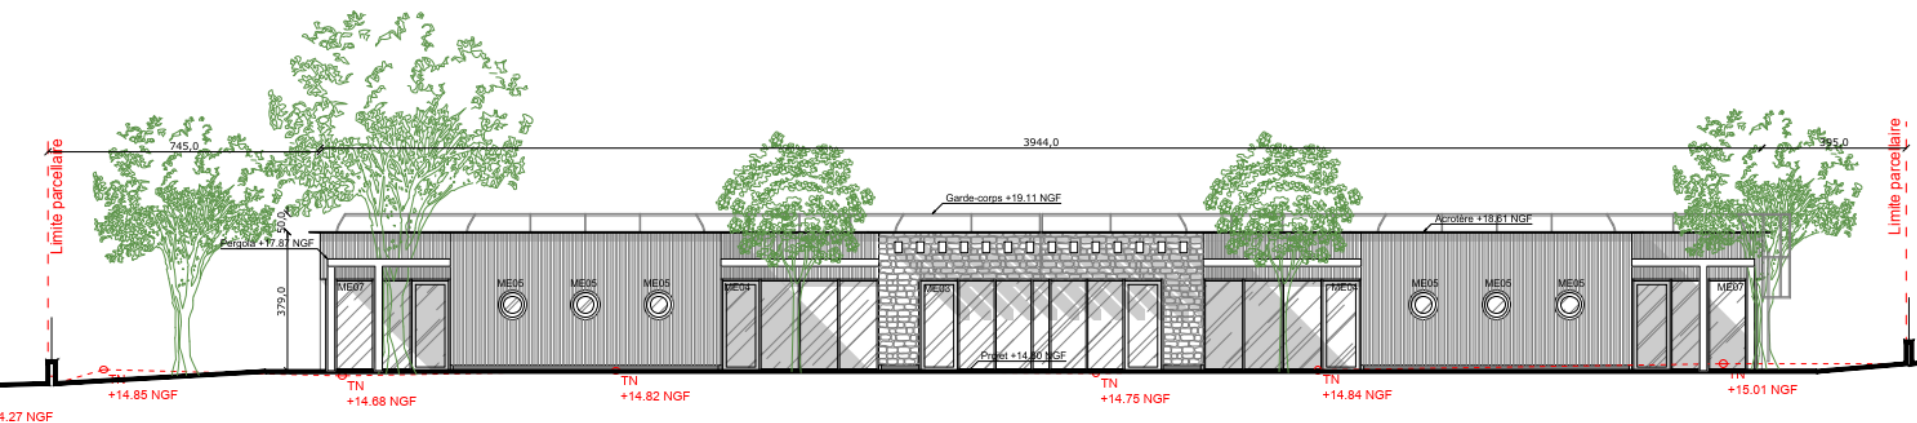 Limite parcellaire
745,0
3944,0
395,0
Limite parcellaire
Garde-corps +19.11 NGF
Acrotère +18.61 NGF
50,0
Pergola +17.87 NGF
379,0
ME07
ME05
ME05
ME05
ME04
ME03
ME04
ME05
ME05
ME05
ME07
Projet +14.80 NGF
TN
+14.85 NGF
TN
+14.68 NGF
TN
+14.82 NGF
TN
+14.75 NGF
TN
+14.84 NGF
TN
+15.01 NGF
4.27 NGF